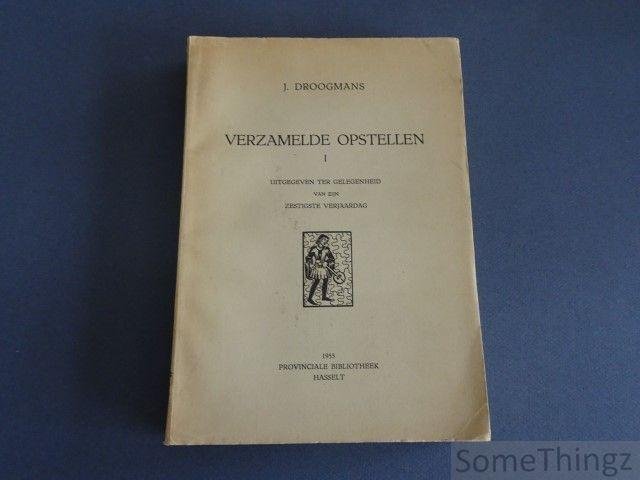 J. DROOGMANS
VERZAMELDE OPSTELLEN
I
UITGEGEVEN TER GELEGENHEID
VAN ZIJN
ZESTIGSTE VERJAARDAG
1955
PROVINCIALE BIBLIOTHEEK
HASSELT
SomeThingz